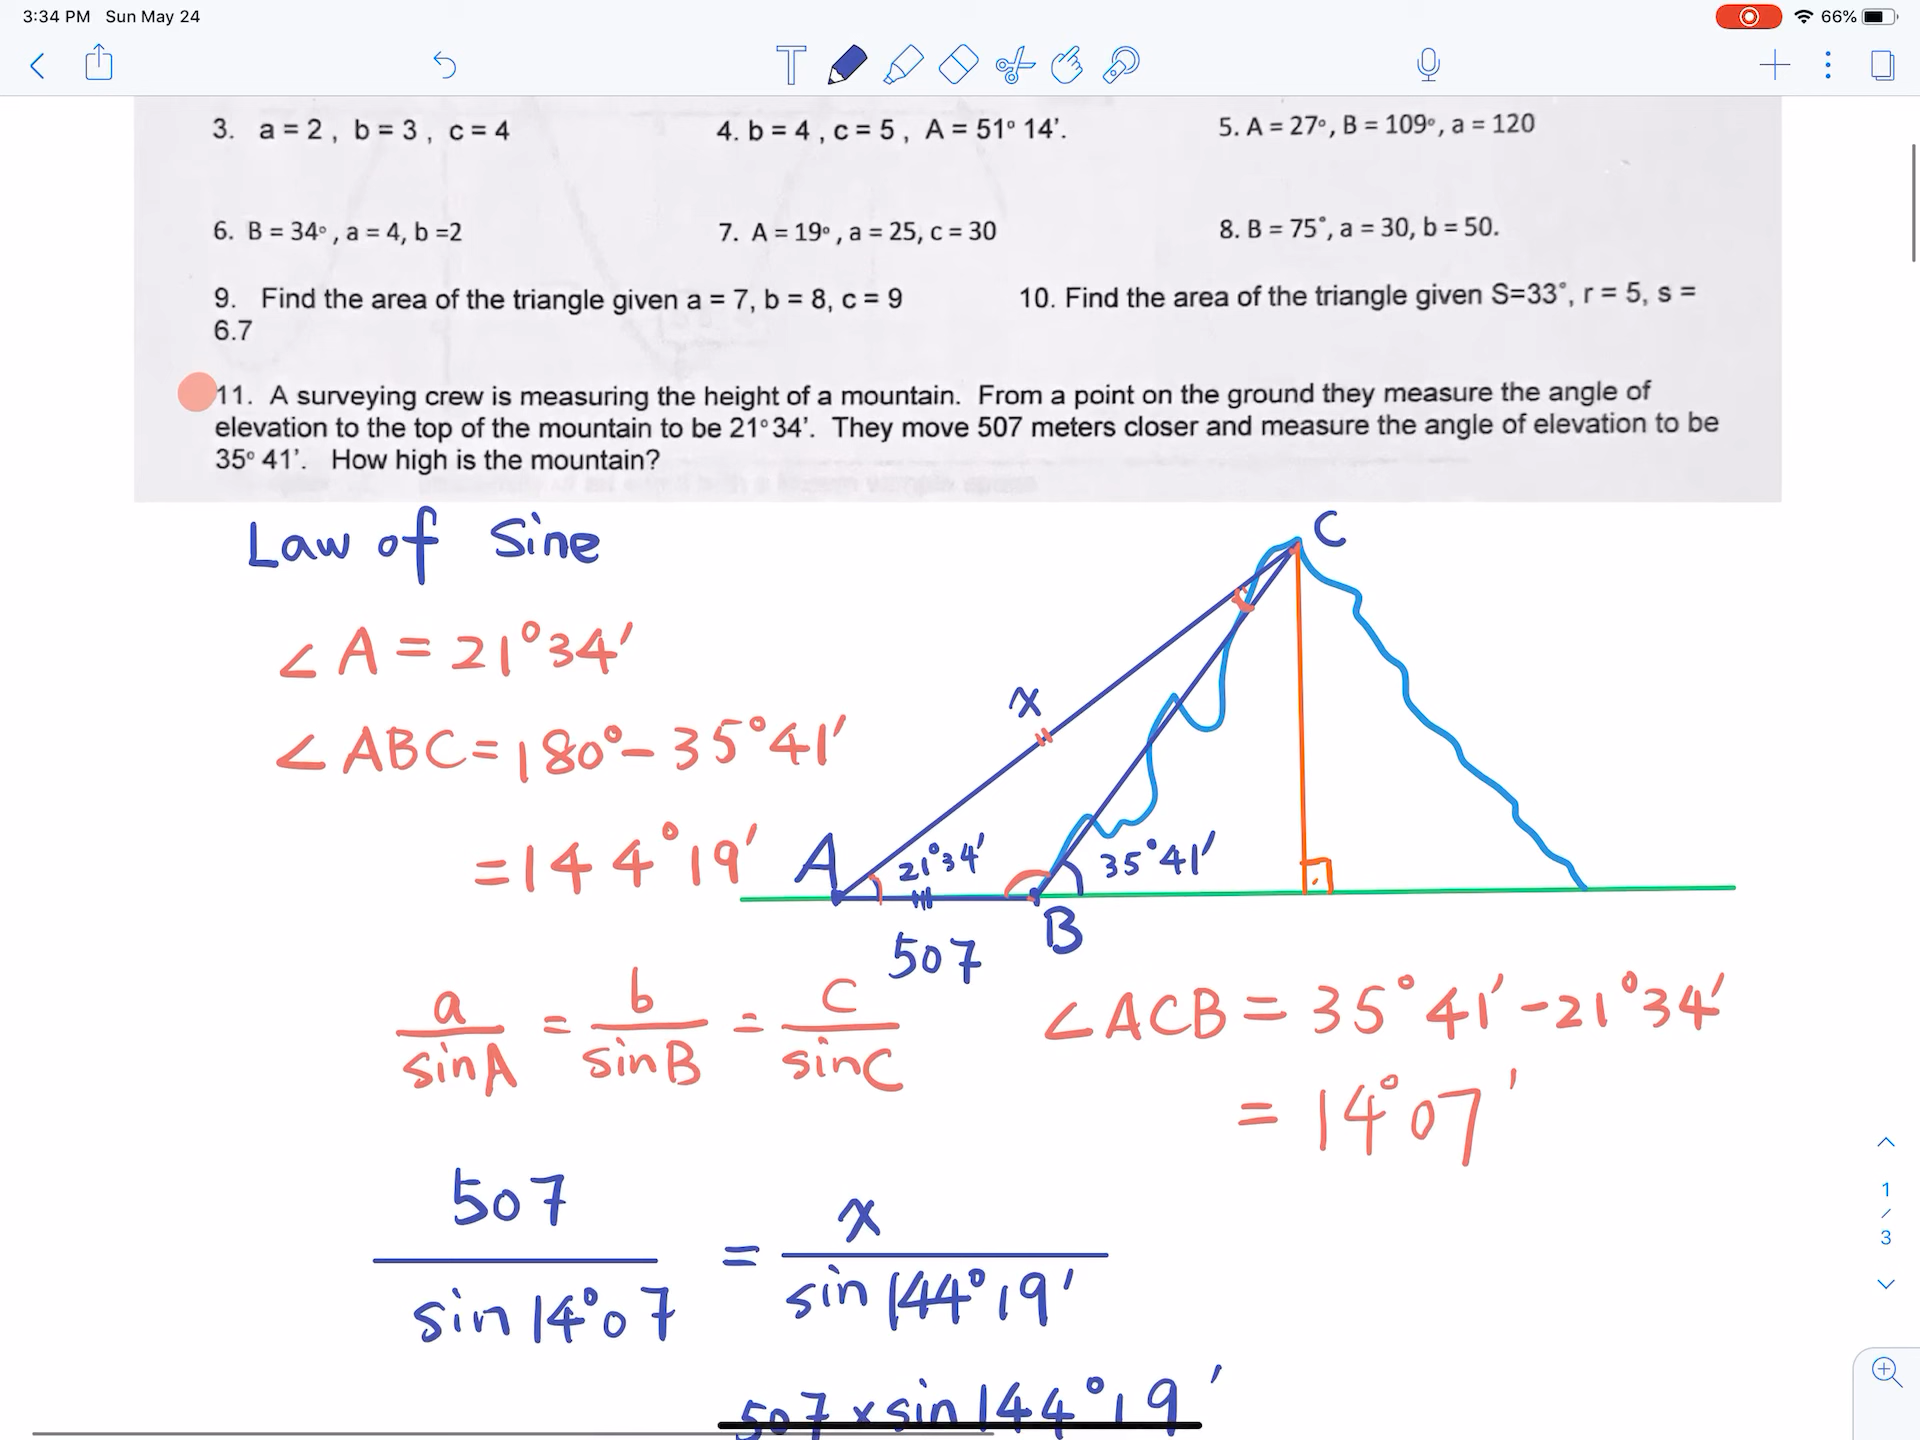 3:34 PM Sun May 24
66%
T
3. a = 2 , b = 3 , c = 4
4. b = 4 , c = 5 , A = 51° 14'.
5. A = 27°, B = 109°, a = 120
6. B = 34° , a = 4, b =2
7. A = 19° , a = 25, c = 30
8. B = 75°, a = 30, b = 50.
9. Find the area of the triangle given a = 7, b = 8, c = 9
10. Find the area of the triangle given S=33°, r = 5, s =
6.7
11. A surveying crew is measuring the height of a mountain. From a point on the ground they measure the angle of
elevation to the top of the mountain to be 21° 34'. They move 507 meters closer and measure the angle of elevation to be
35° 41'. How high is the mountain?
Law of Sine
C
∠A = 21°34'
x
∠ABC = 180° - 35°41'
= 144°19'
A
21°34'
35°41'
B
507
a/sinA = b/sinB = c/sinC
∠ACB = 35°41' - 21°34'
= 14°07'
507/sin14°07 = x/sin144°19'
507 x sin144°19'
1
/
3